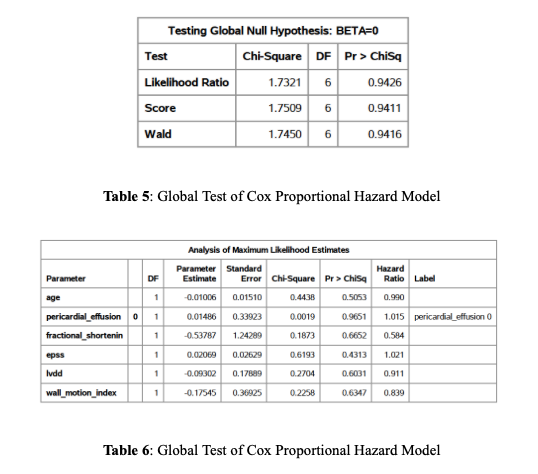 Testing Global Null Hypothesis: BETA=0
Test Chi-Square DF Pr > ChiSq
Likelihood Ratio 1.7321 6 0.9426
Score 1.7509 6 0.9411
Wald 1.7450 6 0.9416
Table 5: Global Test of Cox Proportional Hazard Model
Analysis of Maximum Likelihood Estimates
Parameter DF Parameter Estimate Standard Error Chi-Square Pr > ChiSq Hazard Ratio Label
age 1 -0.01006 0.01510 0.4438 0.5053 0.990
pericardial_effusion 0 1 0.01486 0.33923 0.0019 0.9651 1.015 pericardial_effusion 0
fractional_shortenin 1 -0.53787 1.24289 0.1873 0.6652 0.584
epss 1 0.02069 0.02629 0.6193 0.4313 1.021
lvdd 1 -0.09302 0.17889 0.2704 0.6031 0.911
wall_motion_index 1 -0.17545 0.36925 0.2258 0.6347 0.839
Table 6: Global Test of Cox Proportional Hazard Model